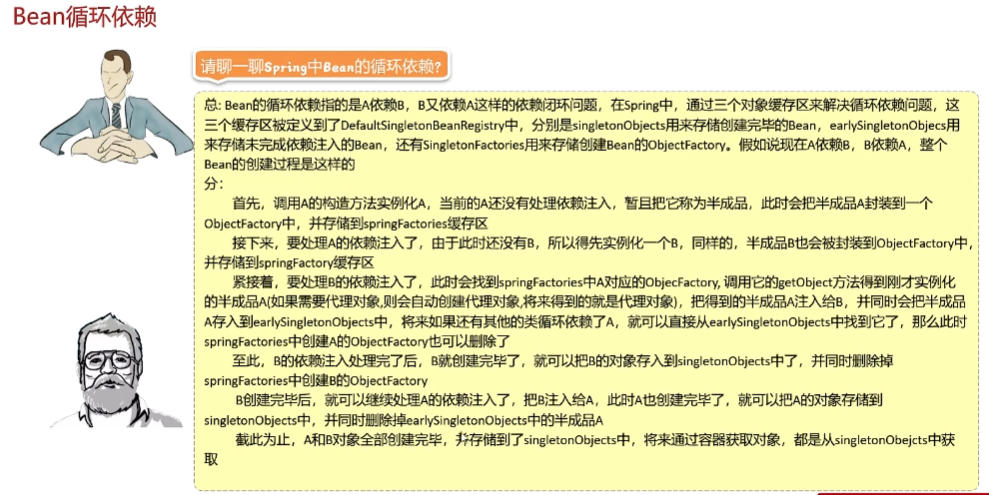 Bean循环依赖
请聊一聊Spring中Bean的循环依赖?
总: Bean的循环依赖指的是A依赖B，B又依赖A这样的依赖闭环问题，在Spring中，通过三个对象缓存区来解决循环依赖问题，这
三个缓存区被定义到了DefaultSingletonBeanRegistry中，分别是singletonObjects用来存储创建完毕的Bean，earlySingletonObjecs用
来存储未完成依赖注入的Bean，还有SingletonFactories用来存储创建Bean的ObjectFactory。假如说现在A依赖B，B依赖A，整个
Bean的创建过程是这样的
分：
首先，调用A的构造方法实例化A，当前的A还没有处理依赖注入，暂且把它称为半成品，此时会把半成品A封装到一个
ObjectFactory中，并存储到springFactories缓存区
接下来，要处理A的依赖注入了，由于此时还没有B，所以得先实例化一个B，同样的，半成品B也会被封装到ObjectFactory中，
并存储到springFactory缓存区
紧接着，要处理B的依赖注入了，此时会找到springFactories中A对应的ObjecFactory, 调用它的getObject方法得到刚才实例化
的半成品A(如果需要代理对象,则会自动创建代理对象,将来得到的就是代理对象)，把得到的半成品A注入给B，并同时会把半成品
A存入到earlySingletonObjects中，将来如果还有其他的类循环依赖了A，就可以直接从earlySingletonObjects中找到它了，那么此时
springFactories中创建A的ObjectFactory也可以删除了
至此，B的依赖注入处理完了后，B就创建完毕了，就可以把B的对象存入到singletonObjects中了，并同时删除掉
springFactories中创建B的ObjectFactory
B创建完毕后，就可以继续处理A的依赖注入了，把B注入给A，此时A也创建完毕了，就可以把A的对象存储到
singletonObjects中，并同时删除掉earlySingletonObjects中的半成品A
截此为止，A和B对象全部创建完毕，并存储到了singletonObjects中，将来通过容器获取对象，都是从singletonObejcts中获
取